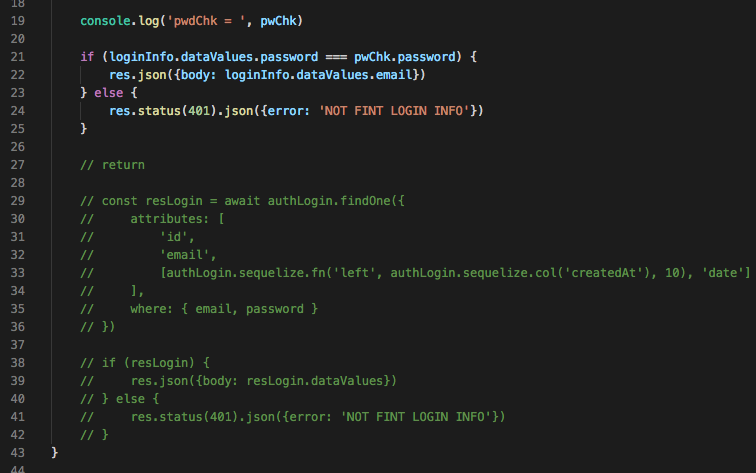 18
19 console.log('pwdChk = ', pwChk)
20
21 if (loginInfo.dataValues.password === pwChk.password) {
22 res.json({body: loginInfo.dataValues.email})
23 } else {
24 res.status(401).json({error: 'NOT FINT LOGIN INFO'})
25 }
26
27 // return
28
29 // const resLogin = await authLogin.findOne({
30 // attributes: [
31 // 'id',
32 // 'email',
33 // [authLogin.sequelize.fn('left', authLogin.sequelize.col('createdAt'), 10), 'date']
34 // ],
35 // where: { email, password }
36 // })
37
38 // if (resLogin) {
39 // res.json({body: resLogin.dataValues})
40 // } else {
41 // res.status(401).json({error: 'NOT FINT LOGIN INFO'})
42 // }
43 }
44